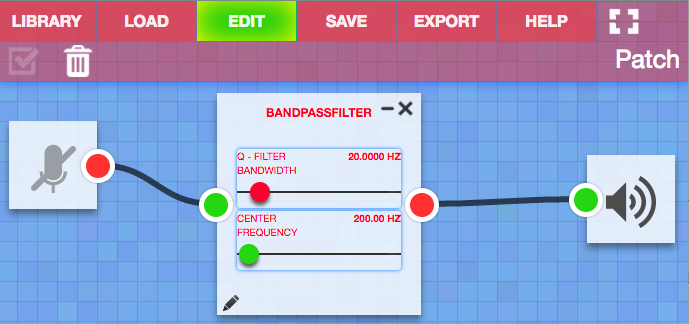 LIBRARY LOAD EDIT SAVE EXPORT HELP
Patch
BANDPASSFILTER
Q - FILTER 20.0000 HZ
BANDWIDTH
CENTER 200.00 HZ
FREQUENCY